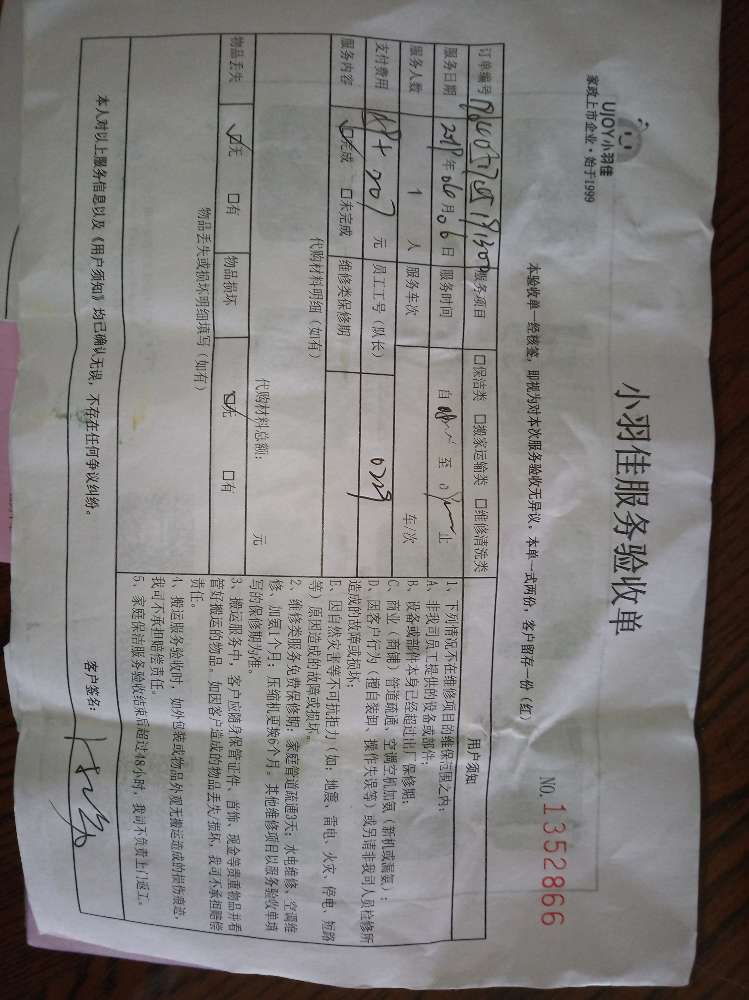 UJOY小羽佳
家政上市企业·始于1999
小羽佳服务验收单
NO. 1352866
本验收单一经核签，即视为对本次服务验收无异议。本单一式两份，客户留存一份(红)
订单编号 服务项目 □保洁类 □搬家运输类 □维修清洗类
服务日期 2019年06月06日 服务时间 自 至 止
服务人数 1 人 服务车次 车/次
支付费用 元 员工工号（队长） 0729
服务内容 ☑完成 □未完成 维修类保修期
代购材料明细（如有）
代购材料总额： 元
物品丢失 ☑无 □有 物品损坏 ☑无 □有
物品丢失或损坏明细填写（如有）
用户须知
1、下列情况不在维修项目的维保范围之内：
A、非我司员工提供的设备或部件；
B、设备或部件本身已经超过出厂保修期；
C、商业（商铺）管道疏通、空调空机加氨（新机或漏氨）；
D、因客户行为（擅自装卸、操作失误等）或另请非我司人员检修所
造成的故障或损坏；
E、因自然灾害等不可抗拒力（如：地震、雷电、火灾、停电、短路
等）原因造成的故障或损坏。
2、维修类服务免费保修期：家庭管道疏通3天；水电维修、空调维
修、加氨1个月，压缩机更换6个月。其他维修项目以服务验收单填
写的保修期为准。
3、搬运服务中，客户应随身保管证件、首饰、现金等贵重物品并看
管好搬运的物品。如因客户造成的物品丢失/损坏，我司不承担赔偿
责任。
4、搬运服务验收时，如外包装或物品外观无搬运造成的损伤痕迹，
我司不承担赔偿责任。
5、家庭保洁服务验收结束后超过48小时，我司不负责上门返工。
本人对以上服务信息以及《用户须知》均已确认无误，不存在任何争议纠纷。
客户签名：